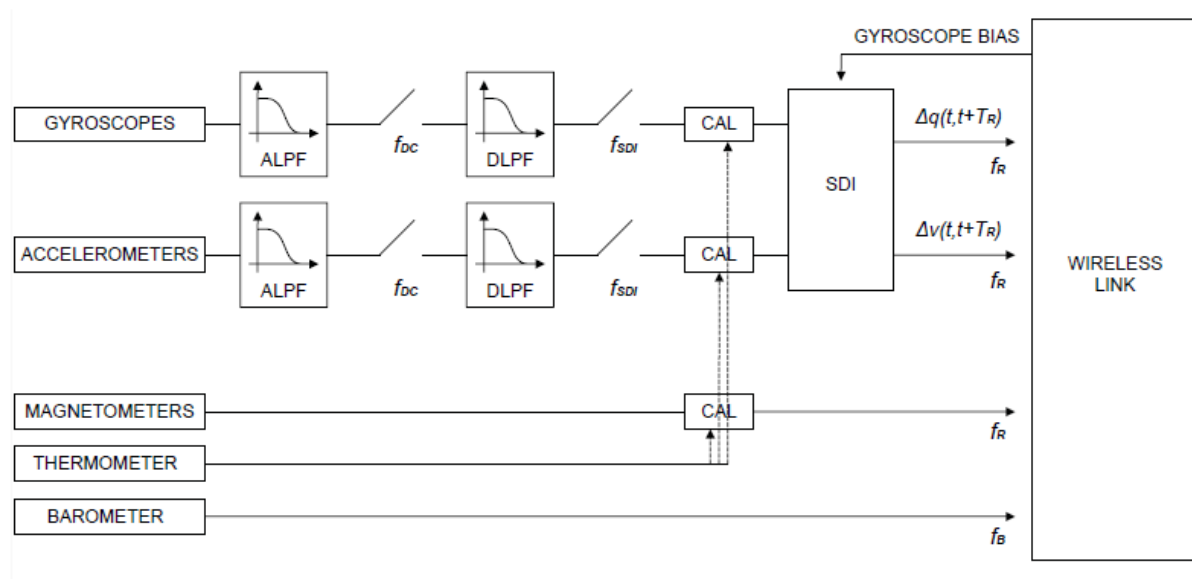 GYROSCOPE BIAS
GYROSCOPES
ALPF
fDC
DLPF
fSDI
CAL
SDI
Δq(t,t+TR)
fR
ACCELEROMETERS
ALPF
fDC
DLPF
fSDI
CAL
Δv(t,t+TR)
fR
WIRELESS
LINK
MAGNETOMETERS
CAL
fR
THERMOMETER
BAROMETER
fB